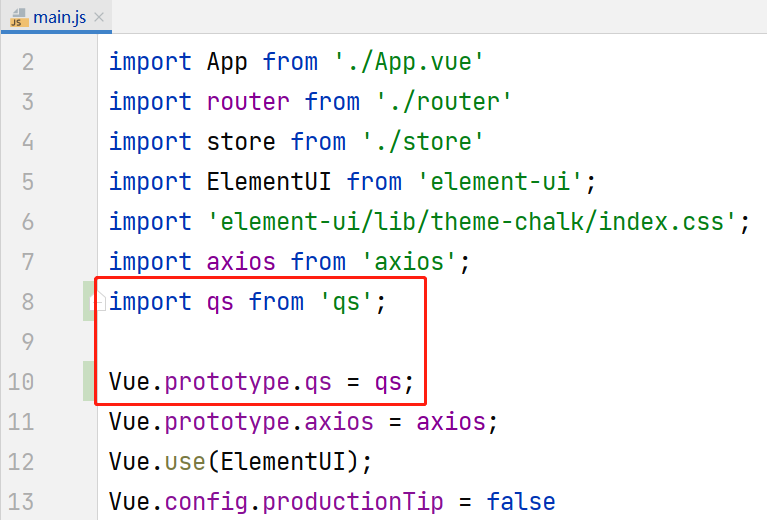 main.js
2 import App from './App.vue'
3 import router from './router'
4 import store from './store'
5 import ElementUI from 'element-ui';
6 import 'element-ui/lib/theme-chalk/index.css';
7 import axios from 'axios';
8 import qs from 'qs';
9
10 Vue.prototype.qs = qs;
11 Vue.prototype.axios = axios;
12 Vue.use(ElementUI);
13 Vue.config.productionTip = false